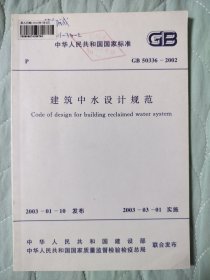 中华人民共和国国家标准
GB
P
GB 50336－2002
建筑中水设计规范
Code of design for building reclaimed water system
2003－01－10 发布
2003－03－01 实施
中华人民共和国建设部
中华人民共和国国家质量监督检验检疫总局
联合发布